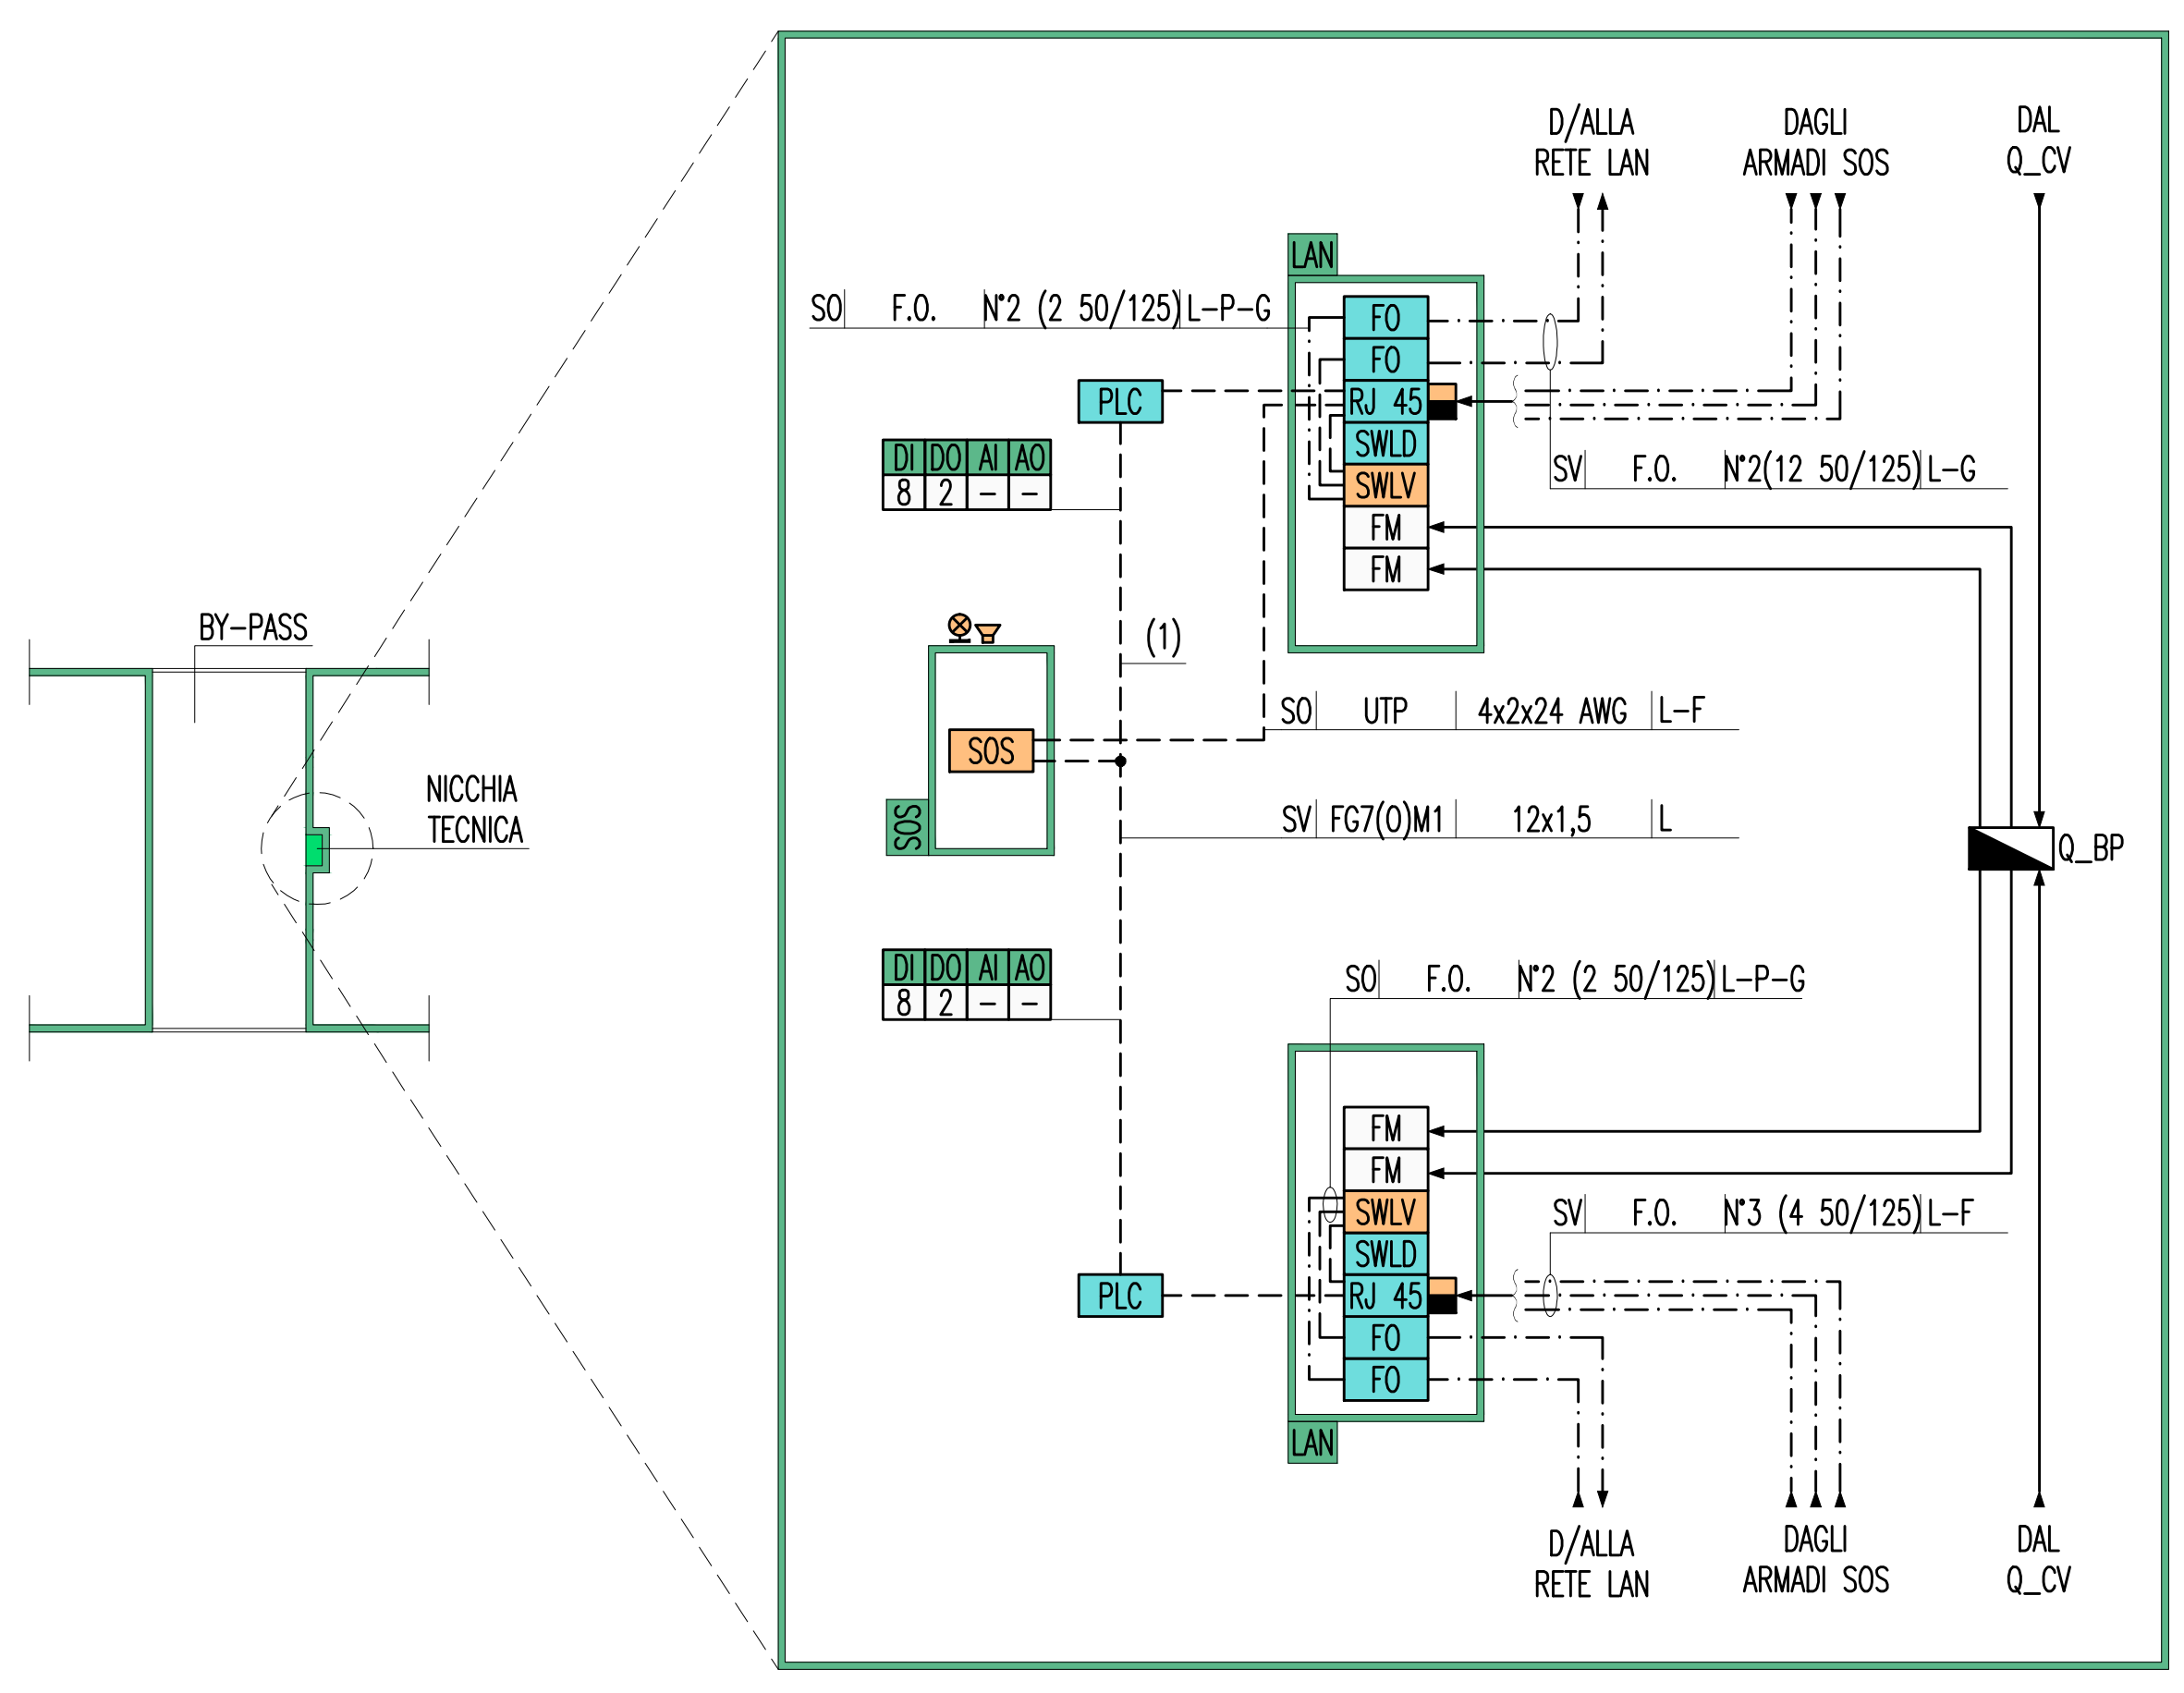 D/ALLA
RETE LAN
DAGLI
ARMADI SOS
DAL
Q_CV
LAN
SO F.O. N°2 (2 50/125) L-P-G
FO
FO
PLC
RJ 45
DI DO AI AO
8 2 - -
SWLD
SWLV
SV F.O. N°2(12 50/125) L-G
FM
FM
BY-PASS
(1)
SO UTP 4x2x24 AWG L-F
SOS
NICCHIA
TECNICA
SOS
SV FG7(O)M1 12x1,5 L
Q_BP
DI DO AI AO
8 2 - -
SO F.O. N°2 (2 50/125) L-P-G
FM
FM
SWLV
SV F.O. N°3 (4 50/125) L-F
SWLD
PLC
RJ 45
FO
FO
LAN
D/ALLA
RETE LAN
DAGLI
ARMADI SOS
DAL
Q_CV